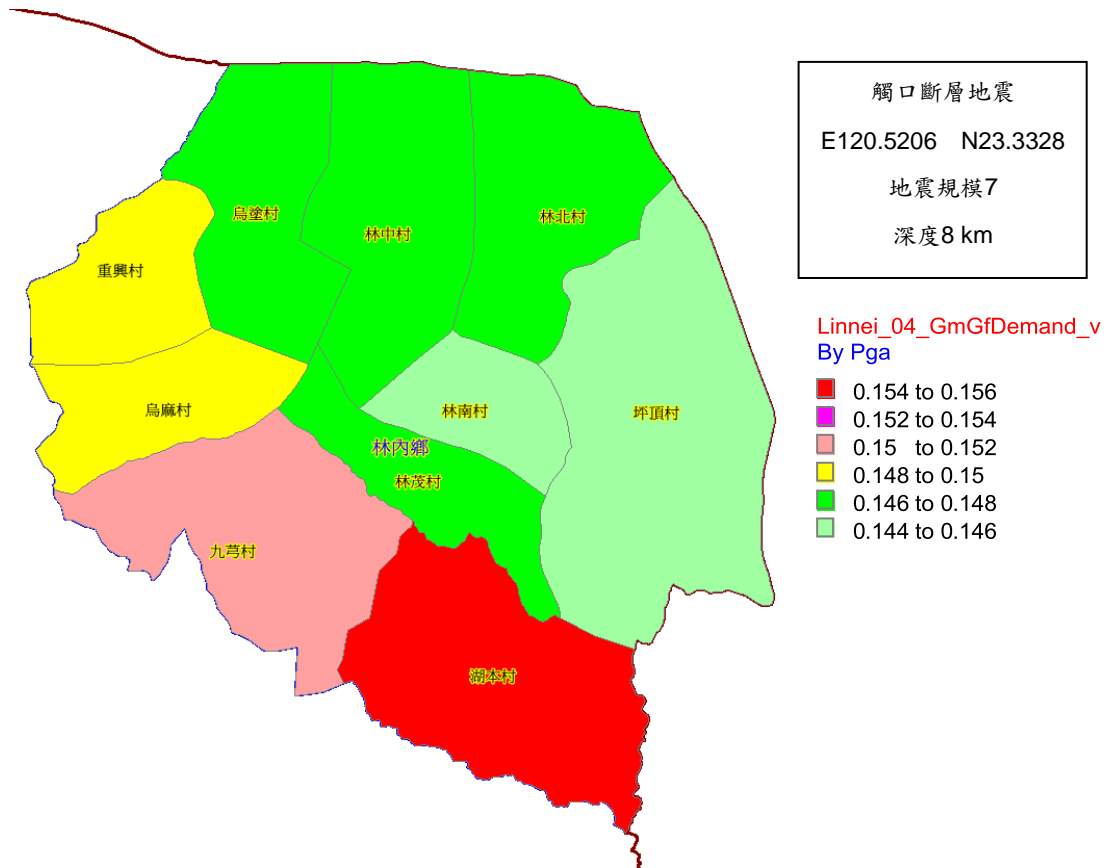 觸口斷層地震
E120.5206 N23.3328
地震規模7
深度8 km
烏塗村
林北村
林中村
重興村
烏麻村
林南村
坪頂村
林內鄉
林茂村
九芎村
湖本村
Linnei_04_GmGfDemand_v
By Pga
0.154 to 0.156
0.152 to 0.154
0.15 to 0.152
0.148 to 0.15
0.146 to 0.148
0.144 to 0.146